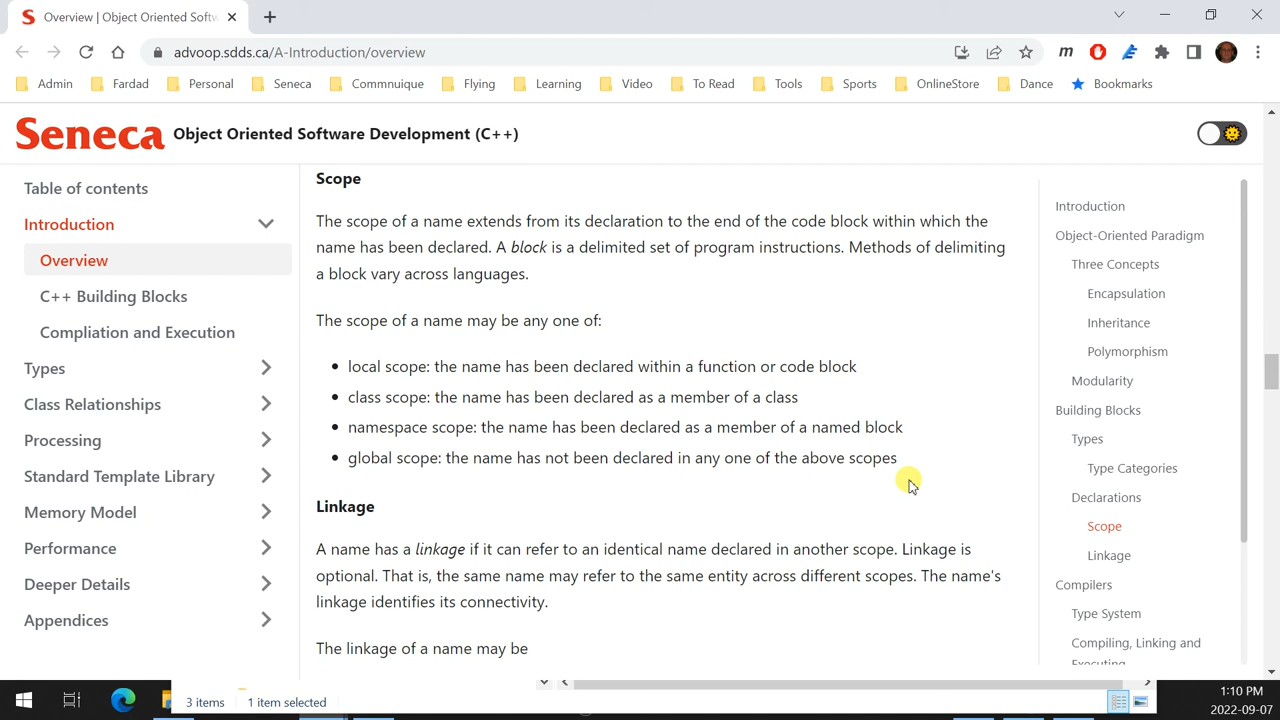 Overview | Object Oriented Softw
advoop.sdds.ca/A-Introduction/overview
m
Admin
Fardad
Personal
Seneca
Commnuique
Flying
Learning
Video
To Read
Tools
Sports
OnlineStore
Dance
Bookmarks
Seneca Object Oriented Software Development (C++)
Table of contents
Introduction
Overview
C++ Building Blocks
Compliation and Execution
Types
Class Relationships
Processing
Standard Template Library
Memory Model
Performance
Deeper Details
Appendices
Scope
The scope of a name extends from its declaration to the end of the code block within which the
name has been declared. A block is a delimited set of program instructions. Methods of delimiting
a block vary across languages.
The scope of a name may be any one of:
local scope: the name has been declared within a function or code block
class scope: the name has been declared as a member of a class
namespace scope: the name has been declared as a member of a named block
global scope: the name has not been declared in any one of the above scopes
Linkage
A name has a linkage if it can refer to an identical name declared in another scope. Linkage is
optional. That is, the same name may refer to the same entity across different scopes. The name's
linkage identifies its connectivity.
The linkage of a name may be
Introduction
Object-Oriented Paradigm
Three Concepts
Encapsulation
Inheritance
Polymorphism
Modularity
Building Blocks
Types
Type Categories
Declarations
Scope
Linkage
Compilers
Type System
Compiling, Linking and
Executing
3 items
1 item selected
1:10 PM
2022-09-07